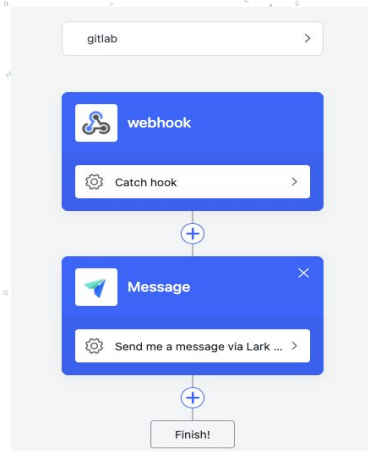 gitlab
webhook
Catch hook
Message
Send me a message via Lark ...
Finish!